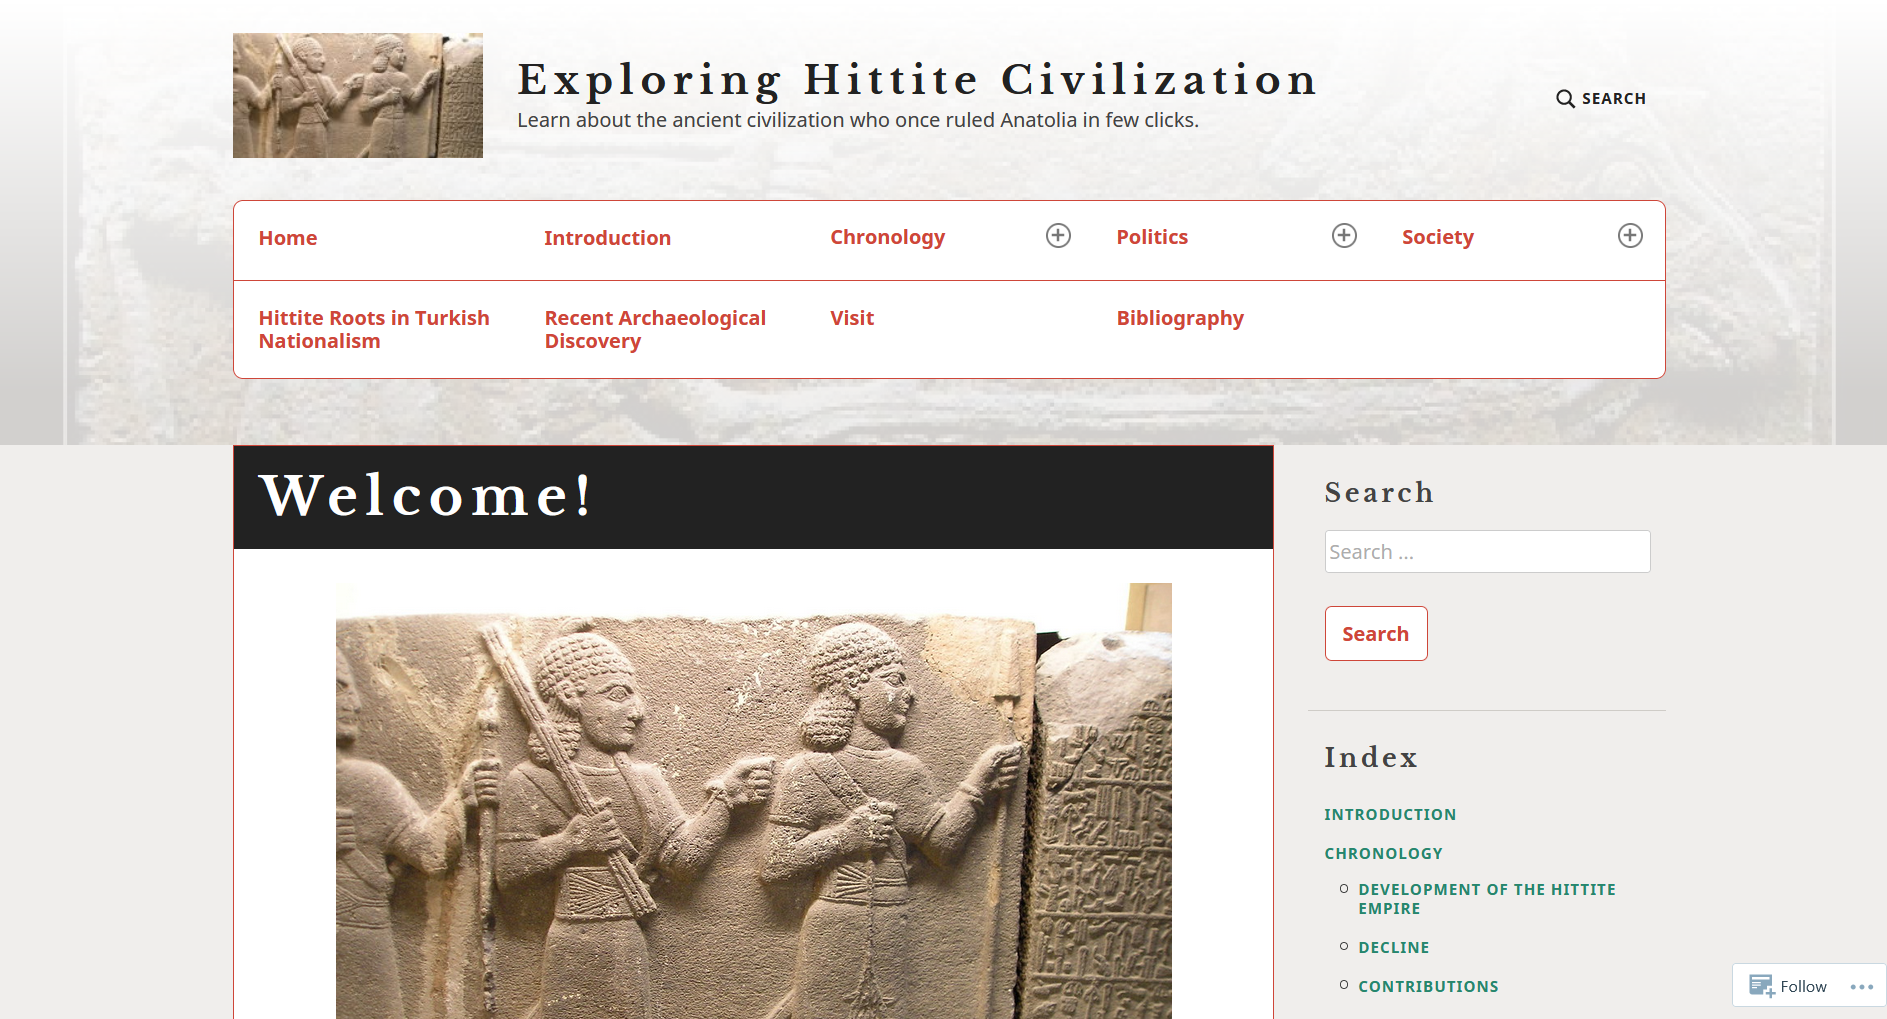 Exploring Hittite Civilization
Learn about the ancient civilization who once ruled Anatolia in few clicks.
SEARCH
Home
Introduction
Chronology
Politics
Society
Hittite Roots in Turkish
Nationalism
Recent Archaeological
Discovery
Visit
Bibliography
Welcome!
Search
Search ...
Search
Index
INTRODUCTION
CHRONOLOGY
DEVELOPMENT OF THE HITTITE
EMPIRE
DECLINE
CONTRIBUTIONS
Follow